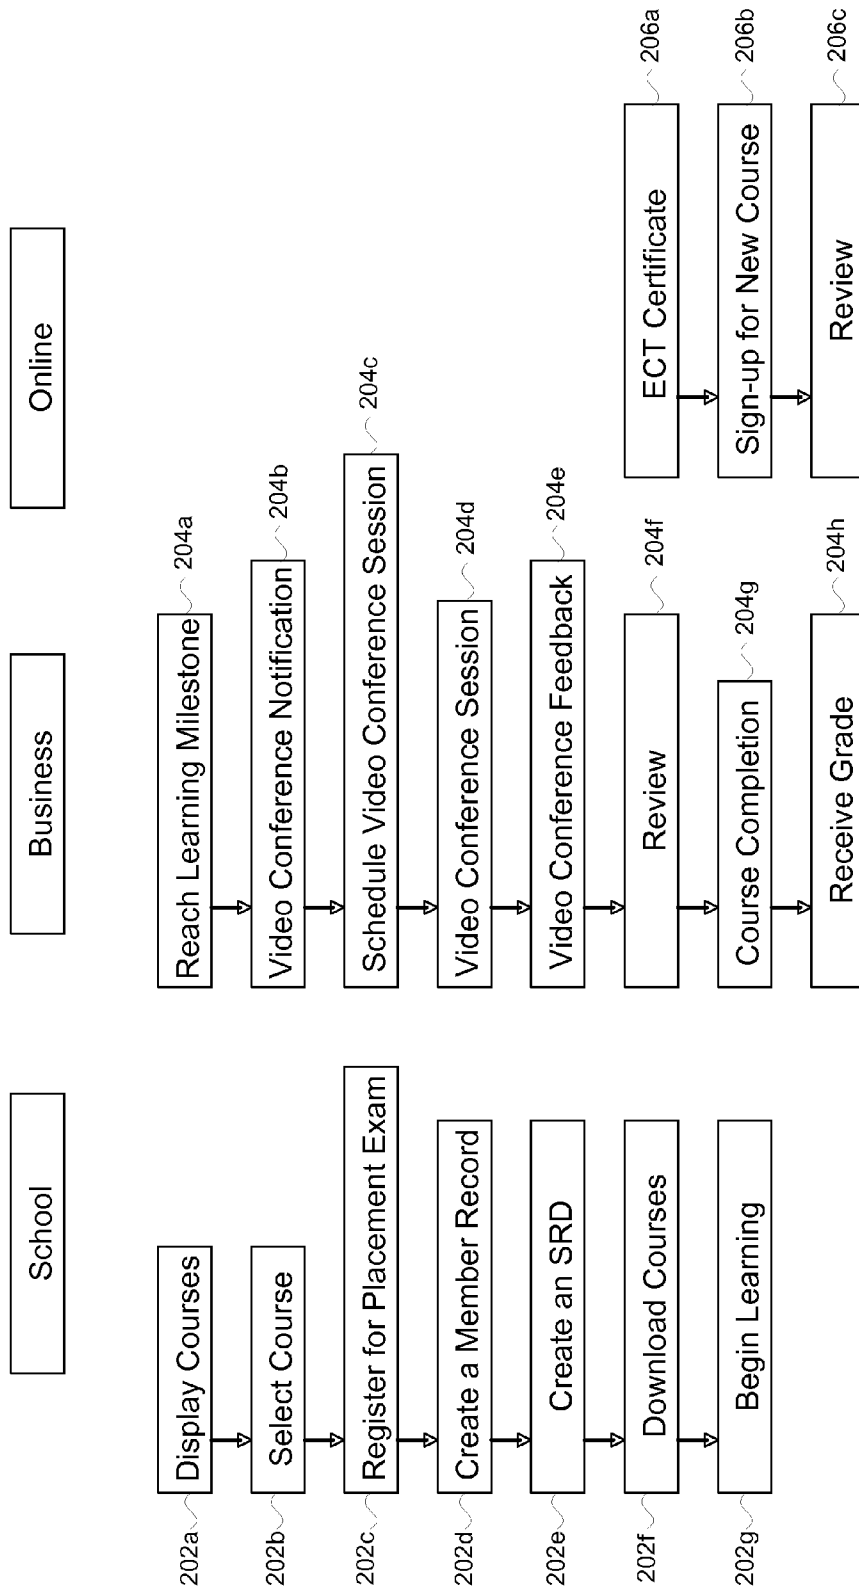 School
Business
Online
202a
Display Courses
202b
Select Course
202c
Register for Placement Exam
202d
Create a Member Record
202e
Create an SRD
202f
Download Courses
202g
Begin Learning
Reach Learning Milestone
204a
Video Conference Notification
204b
Schedule Video Conference Session
204c
Video Conference Session
204d
Video Conference Feedback
204e
Review
204f
Course Completion
204g
Receive Grade
204h
ECT Certificate
206a
Sign-up for New Course
206b
Review
206c